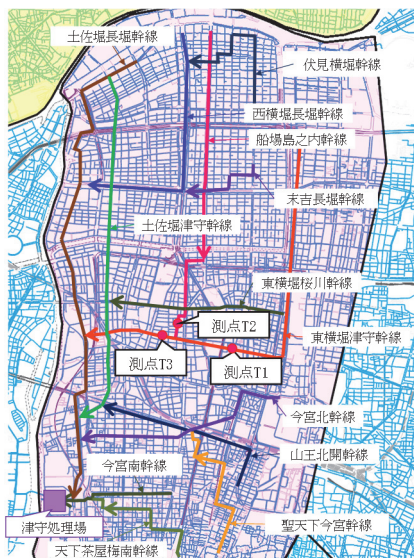 土佐堀長堀幹線
伏見横堀幹線
西横堀長堀幹線
船場島之内幹線
末吉長堀幹線
土佐堀津守幹線
東横堀桜川幹線
測点T2
東横堀津守幹線
測点T3
測点T1
今宮北幹線
今宮南幹線
山王北開幹線
津守処理場
聖天下今宮幹線
天下茶屋梅南幹線